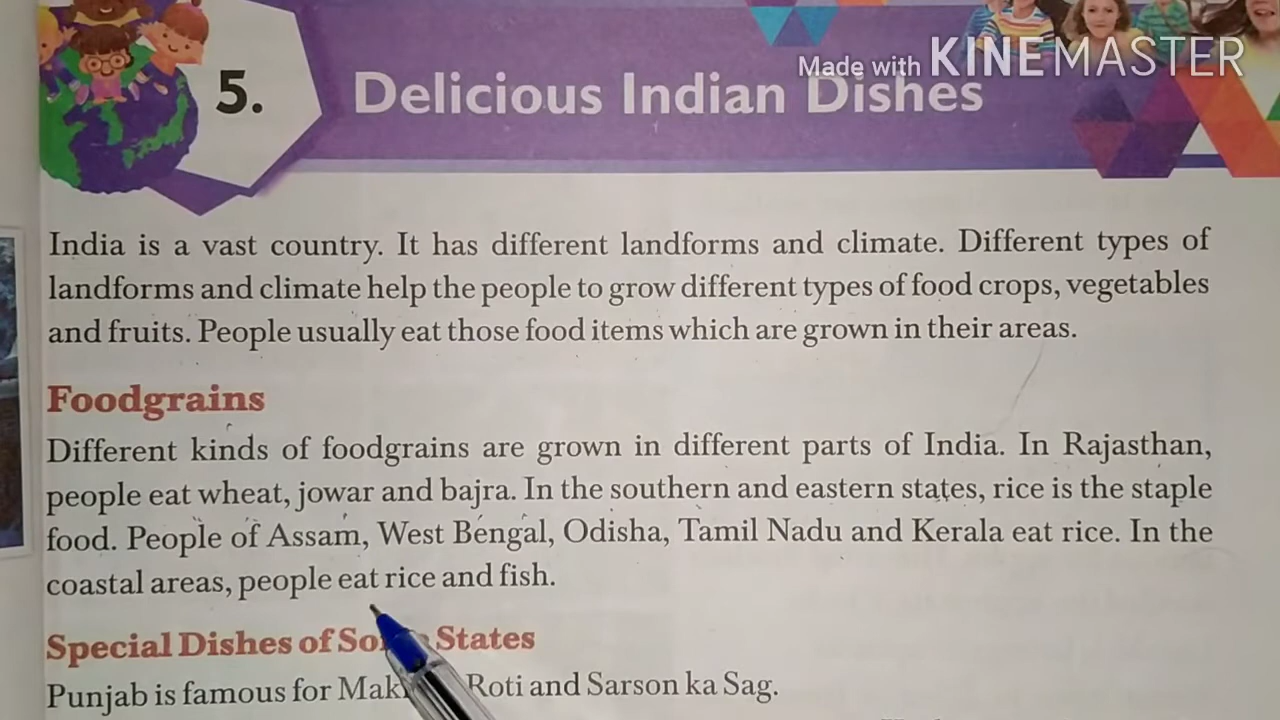 5.
Delicious Indian Dishes
Made with KINEMASTER
India is a vast country. It has different landforms and climate. Different types of
landforms and climate help the people to grow different types of food crops, vegetables
and fruits. People usually eat those food items which are grown in their areas.
Foodgrains
Different kinds of foodgrains are grown in different parts of India. In Rajasthan,
people eat wheat, jowar and bajra. In the southern and eastern states, rice is the staple
food. People of Assam, West Bengal, Odisha, Tamil Nadu and Kerala eat rice. In the
coastal areas, people eat rice and fish.
Special Dishes of States
Punjab is famous for Roti and Sarson ka Sag.